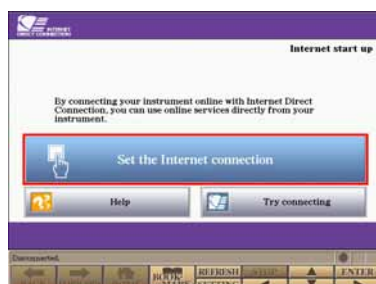 INTERNET
DIRECT CONNECTION
Internet start up
By connecting your instrument online with Internet Direct
Connection, you can use online services directly from your
instrument.
Set the Internet connection
Help
Try connecting
Disconnected.
BOOK-
REFRESH
ENTER